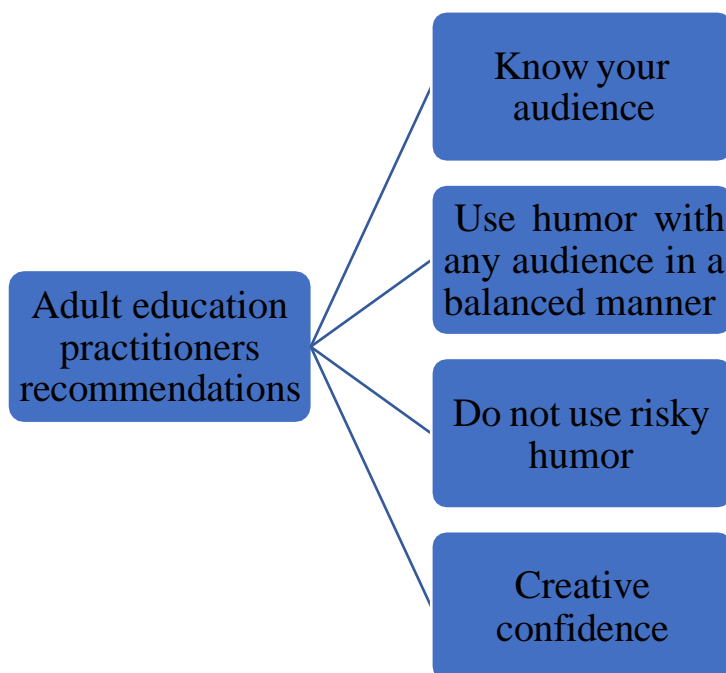 Know your
audience
Use humor with
any audience in a
balanced manner
Adult education
practitioners
recommendations
Do not use risky
humor
Creative
confidence